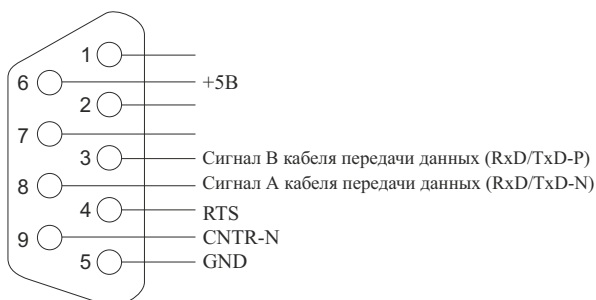 1
6 +5В
2
7
3 Сигнал B кабеля передачи данных (RxD/TxD-P)
8 Сигнал A кабеля передачи данных (RxD/TxD-N)
4 RTS
9 CNTR-N
5 GND